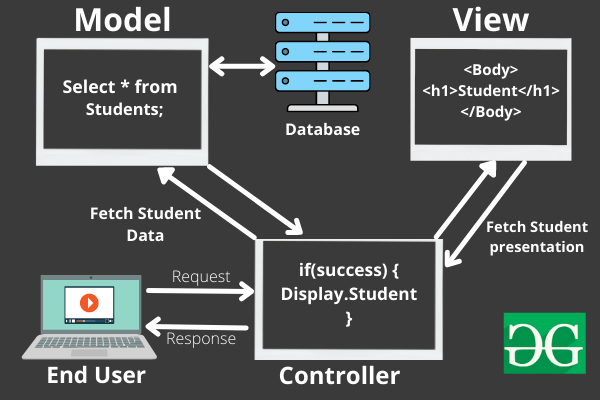 Model
View
Select * from
Students;
<Body>
<h1>Student</h1>
</Body>
Database
Fetch Student
Data
Fetch Student
presentation
if(success) {
Display.Student
}
Request
Response
End User
Controller